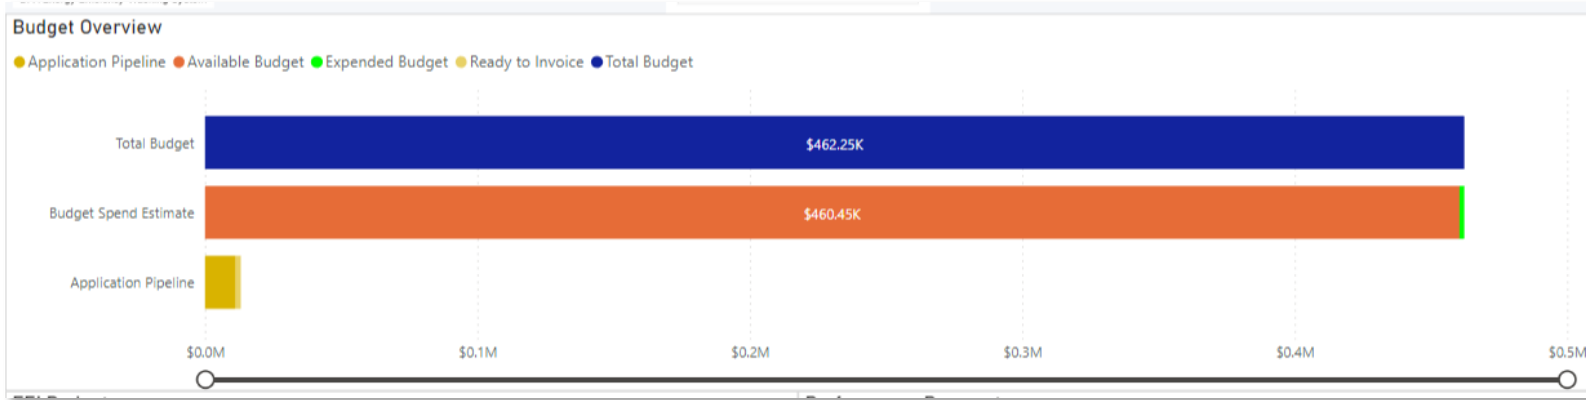 Budget Overview
Application Pipeline Available Budget Expended Budget Ready to Invoice Total Budget
Total Budget $462.25K
Budget Spend Estimate $460.45K
Application Pipeline
$0.0M $0.1M $0.2M $0.3M $0.4M $0.5M